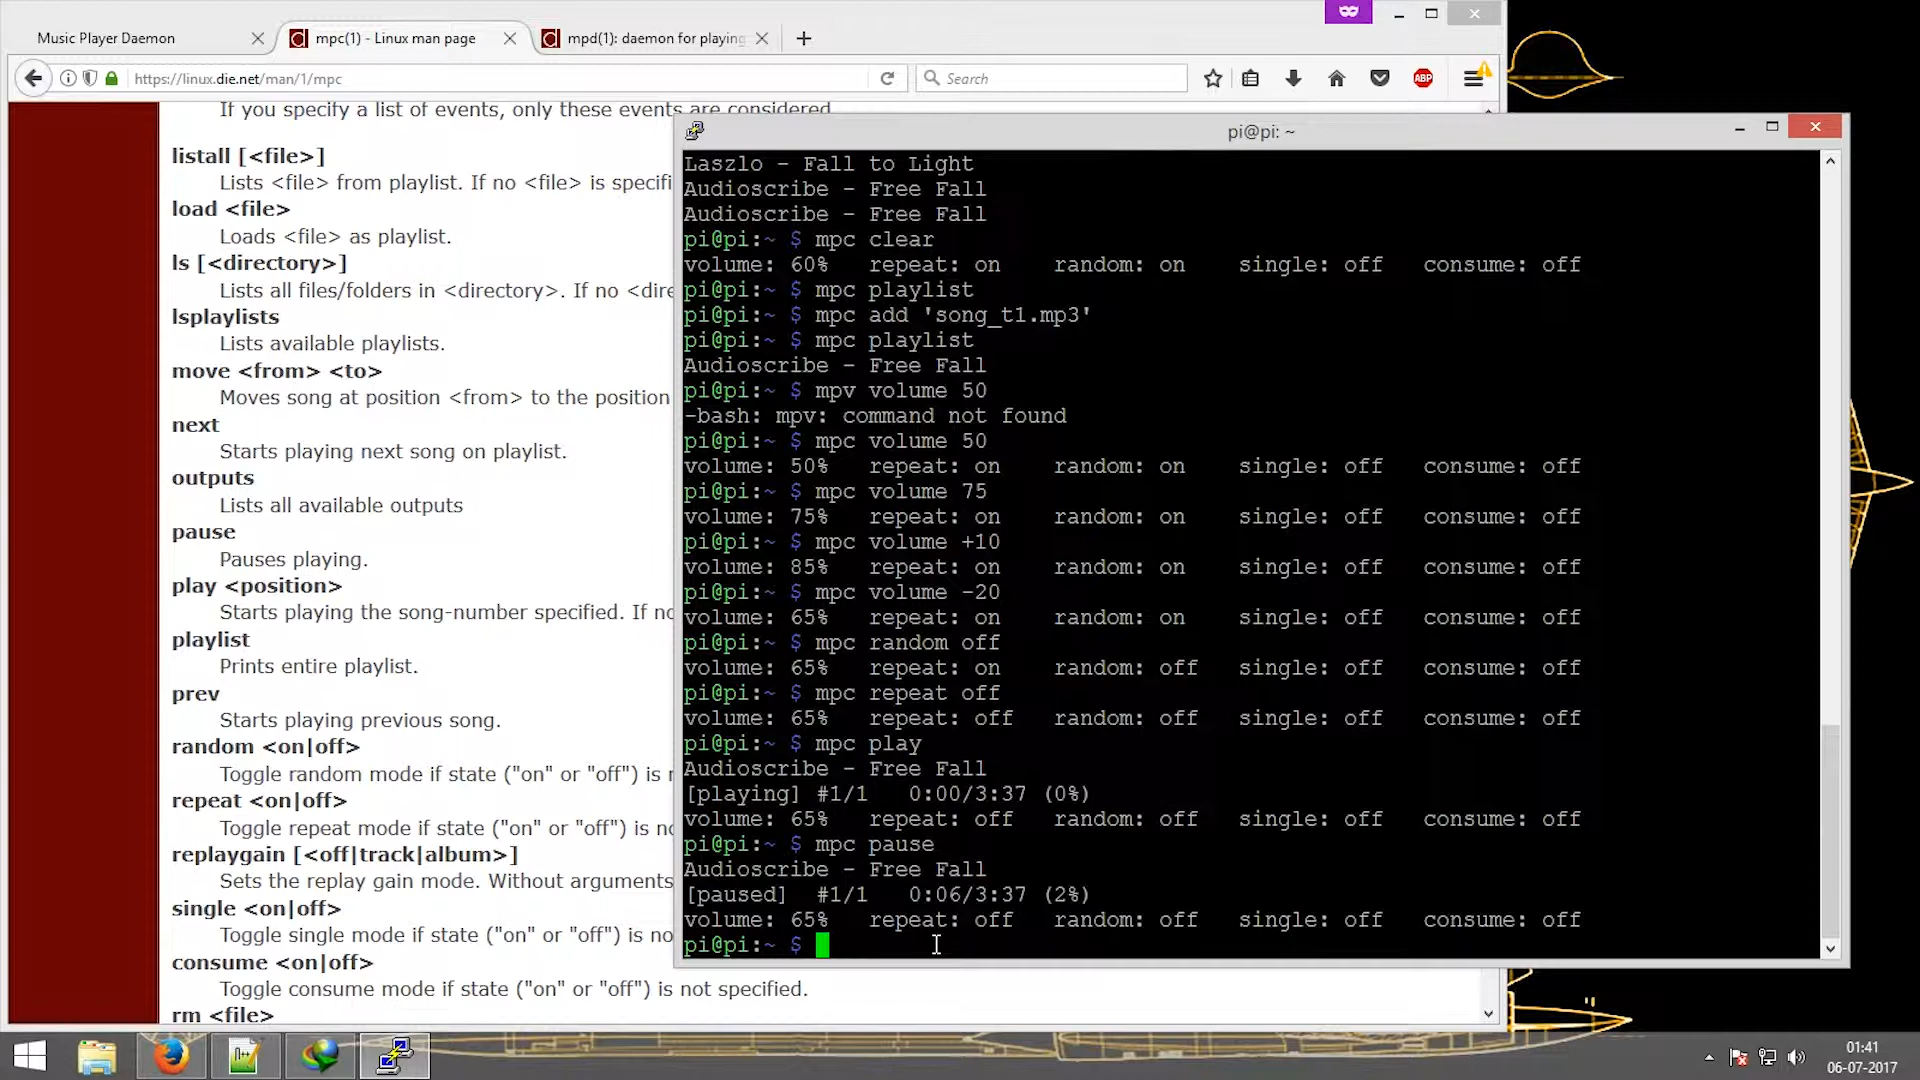 Music Player Daemon
mpc(1) - Linux man page
mpd(1): daemon for playing
https://linux.die.net/man/1/mpc
Search
ABP
If you specify a list of events, only these events are considered
listall [<file>]
Lists <file> from playlist. If no <file> is specifi
load <file>
Loads <file> as playlist.
ls [<directory>]
Lists all files/folders in <directory>. If no <dire
lsplaylists
Lists available playlists.
move <from> <to>
Moves song at position <from> to the position
next
Starts playing next song on playlist.
outputs
Lists all available outputs
pause
Pauses playing.
play <position>
Starts playing the song-number specified. If no
playlist
Prints entire playlist.
prev
Starts playing previous song.
random <on|off>
Toggle random mode if state ("on" or "off") is n
repeat <on|off>
Toggle repeat mode if state ("on" or "off") is no
replaygain [<off|track|album>]
Sets the replay gain mode. Without arguments
single <on|off>
Toggle single mode if state ("on" or "off") is no
consume <on|off>
Toggle consume mode if state ("on" or "off") is not specified.
rm <file>
pi@pi: ~
Laszlo - Fall to Light
Audioscribe - Free Fall
Audioscribe - Free Fall
pi@pi:~ $ mpc clear
volume: 60%   repeat: on    random: on    single: off   consume: off
pi@pi:~ $ mpc playlist
pi@pi:~ $ mpc add 'song_t1.mp3'
pi@pi:~ $ mpc playlist
Audioscribe - Free Fall
pi@pi:~ $ mpv volume 50
-bash: mpv: command not found
pi@pi:~ $ mpc volume 50
volume: 50%   repeat: on    random: on    single: off   consume: off
pi@pi:~ $ mpc volume 75
volume: 75%   repeat: on    random: on    single: off   consume: off
pi@pi:~ $ mpc volume +10
volume: 85%   repeat: on    random: on    single: off   consume: off
pi@pi:~ $ mpc volume -20
volume: 65%   repeat: on    random: on    single: off   consume: off
pi@pi:~ $ mpc random off
volume: 65%   repeat: on    random: off   single: off   consume: off
pi@pi:~ $ mpc repeat off
volume: 65%   repeat: off   random: off   single: off   consume: off
pi@pi:~ $ mpc play
Audioscribe - Free Fall
[playing] #1/1   0:00/3:37 (0%)
volume: 65%   repeat: off   random: off   single: off   consume: off
pi@pi:~ $ mpc pause
Audioscribe - Free Fall
[paused]  #1/1   0:06/3:37 (2%)
volume: 65%   repeat: off   random: off   single: off   consume: off
pi@pi:~ $
01:41
06-07-2017